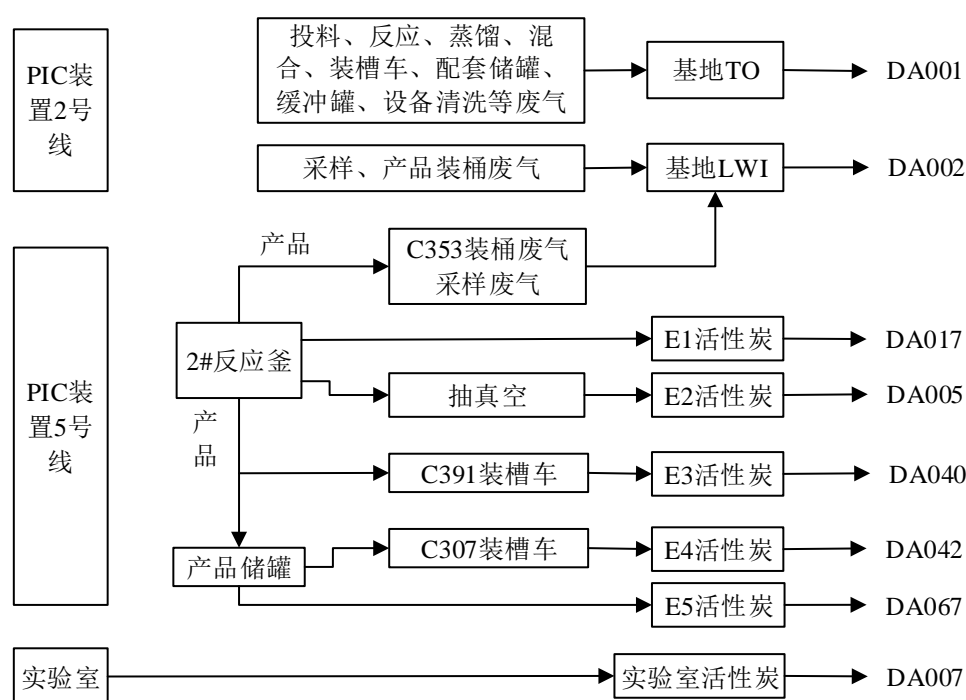 PIC装
置2号
线
投料、反应、蒸馏、混
合、装槽车、配套储罐、
缓冲罐、设备清洗等废气
基地TO
DA001
采样、产品装桶废气
基地LWI
DA002
PIC装
置5号
线
产品
C353装桶废气
采样废气
2#反应釜
E1活性炭
DA017
抽真空
E2活性炭
DA005
产
品
C391装槽车
E3活性炭
DA040
产品储罐
C307装槽车
E4活性炭
DA042
E5活性炭
DA067
实验室
实验室活性炭
DA007